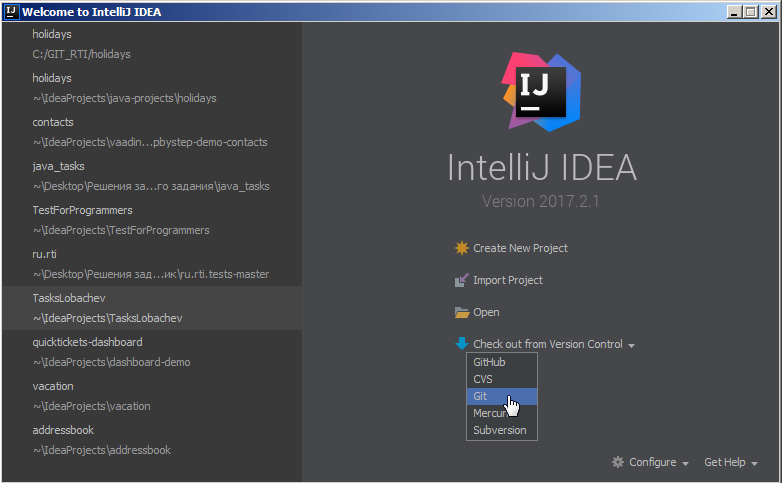 Welcome to IntelliJ IDEA
holidays
C:/GIT_RTI/holidays
holidays
~\IdeaProjects\java-projects\holidays
contacts
~\IdeaProjects\vaadin...pbystep-demo-contacts
java_tasks
~\Desktop\Решения за...го задания\java_tasks
TestForProgrammers
~\IdeaProjects\TestForProgrammers
ru.rti
~\Desktop\Решения зад...ик\ru.rti.tests-master
TasksLobachev
~\IdeaProjects\TasksLobachev
quicktickets-dashboard
~\IdeaProjects\dashboard-demo
vacation
~\IdeaProjects\vacation
addressbook
~\IdeaProjects\addressbook
IJ
IntelliJ IDEA
Version 2017.2.1
Create New Project
Import Project
Open
Check out from Version Control
GitHub
CVS
Git
Subversion
Configure
Get Help